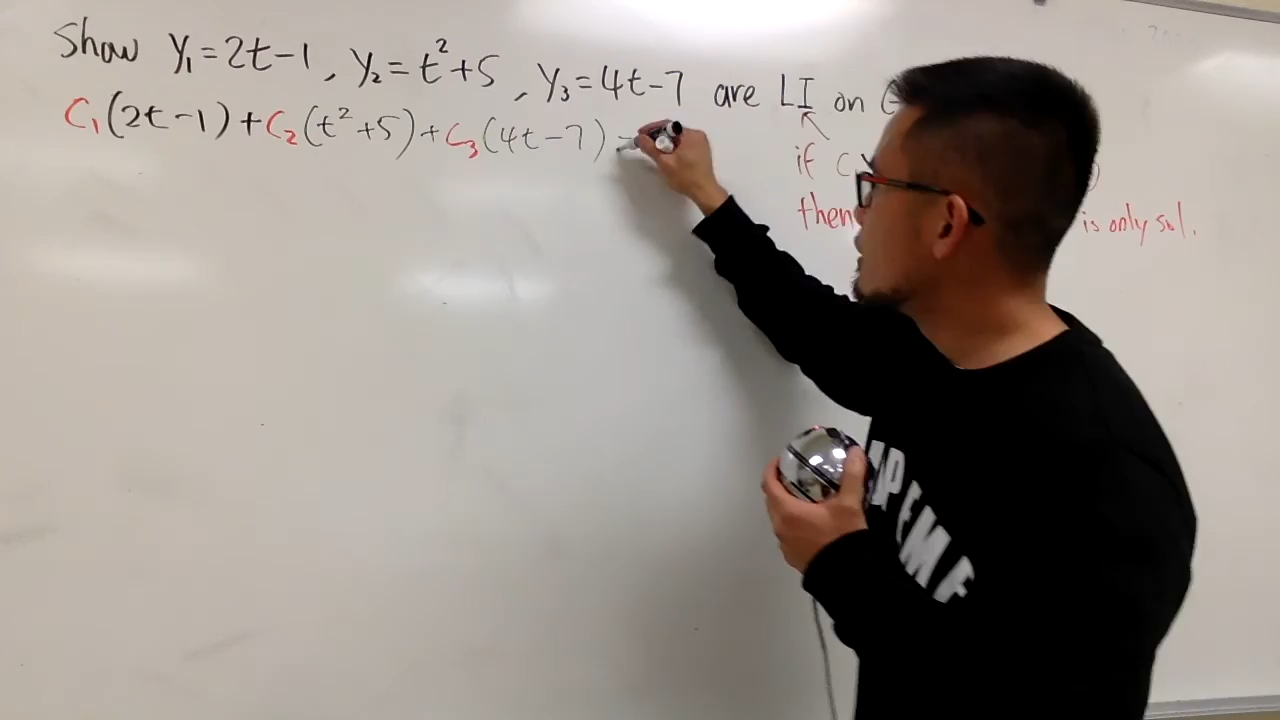 Show y₁=2t-1, y₂=t²+5, y₃=4t-7 are LI on (
C₁(2t-1)+C₂(t²+5)+C₃(4t-7)
if C
then is only sol.